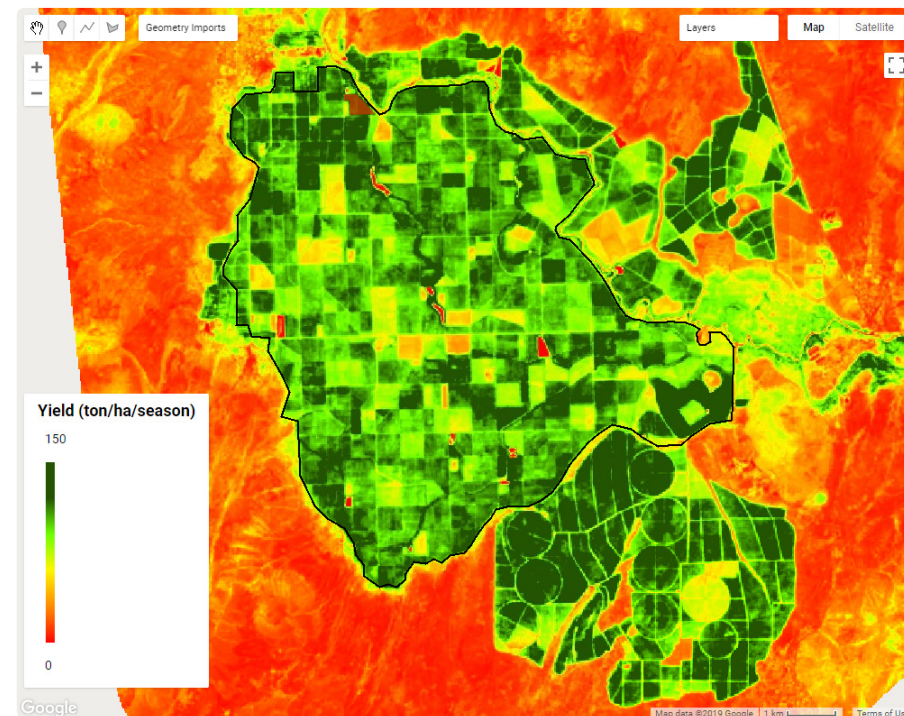 Geometry Imports
Layers
Map
Satellite
+
−
Yield (ton/ha/season)
150
0
Google
Map data ©2019 Google
1 km
Terms of Us